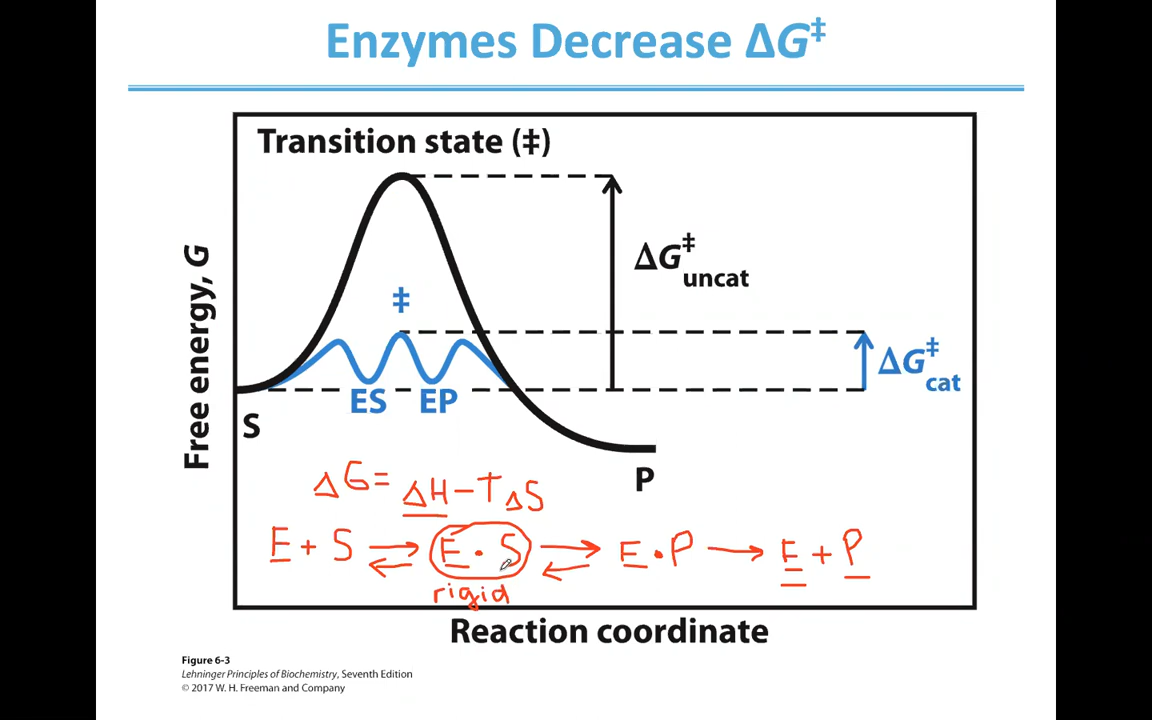 Enzymes Decrease ΔG‡
Transition state (‡)
ΔG‡uncat
‡
ΔG‡cat
ES EP
S
P
Free energy, G
ΔG = ΔH − TΔS
E + S ⇌ E · S ⇌ E · P → E + P
rigid
Reaction coordinate
Figure 6-3
Lehninger Principles of Biochemistry, Seventh Edition
© 2017 W. H. Freeman and Company